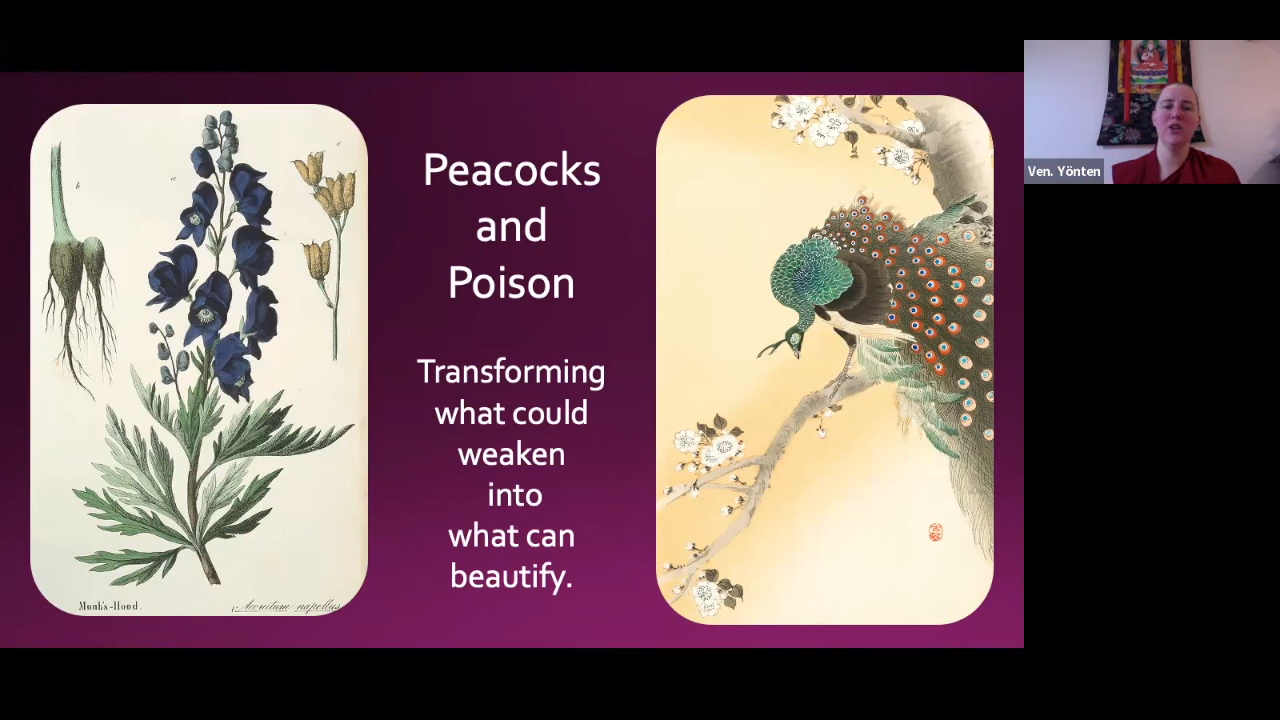 Peacocks
and
Poison
Transforming
what could
weaken
into
what can
beautify.
b
a
c
Monk's-Hood.
Aconitum napellus
Ven. Yönten